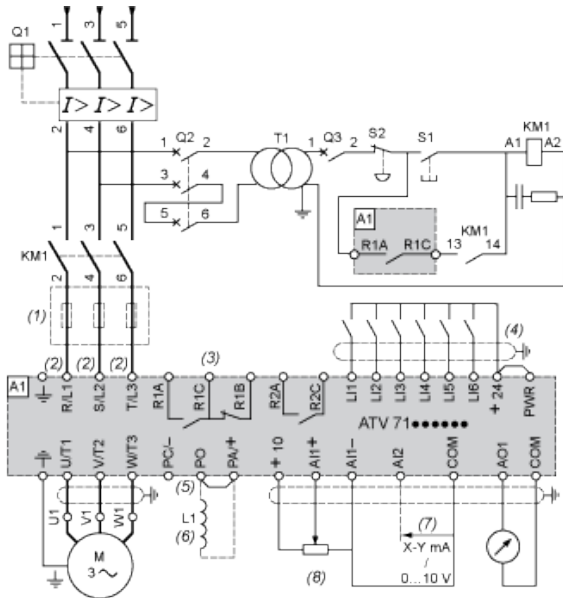 Q1
1 3 5
I> I> I>
2 4 6
1 Q2 2
3 4
5 6
T1
1 Q3 2
S2
S1
KM1
A1 A2
A1
R1A R1C
KM1
13 14
1 3 5
KM1
2 4 6
(1)
(2) (2) (2)
(3)
(4)
A1
R/L1 S/L2 T/L3
R1A R1C R1B
R2A R2C
LI1 LI2 LI3 LI4 LI5 LI6 + 24 PWR
ATV 71●●●●●●
U/T1 V/T2 W/T3
PC/- PO PA/+
+ 10 AI1+ AI1- AI2 COM
AO1 COM
U1 V1 W1
(5)
L1
(6)
(7)
X-Y mA
/
0...10 V
(8)
M
3 ~